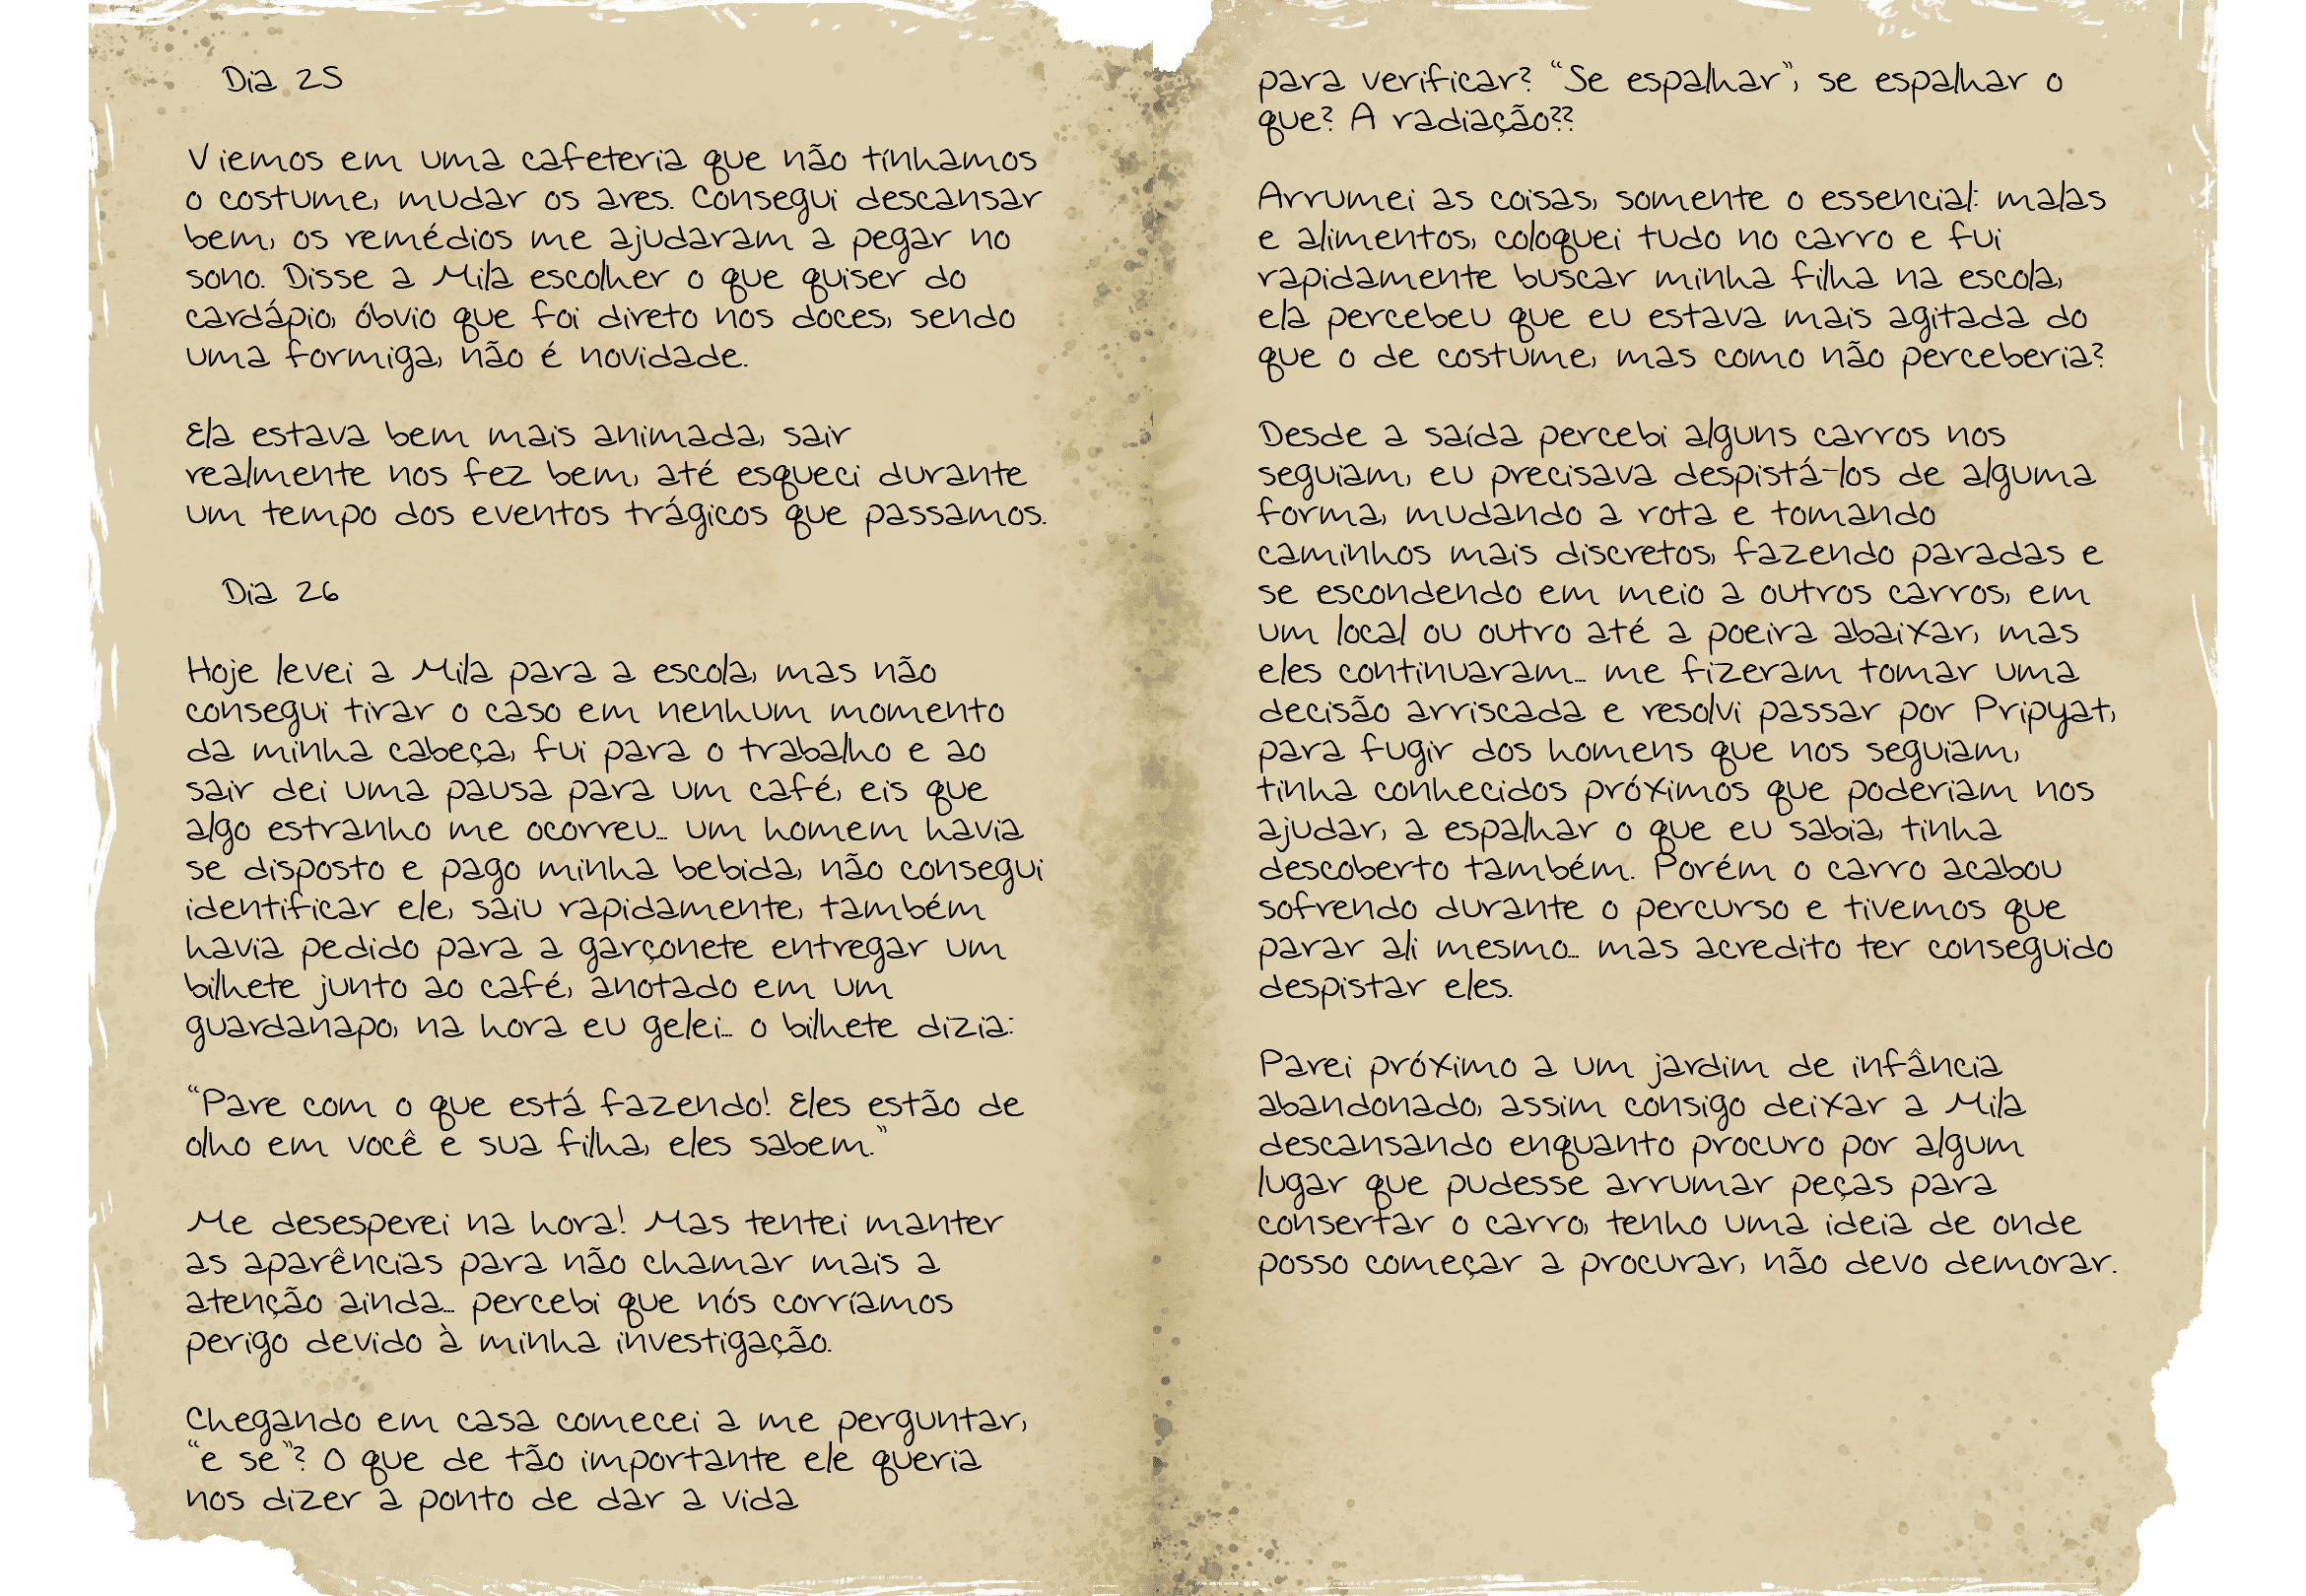 Dia 25
Viemos em uma cafeteria que não tínhamos
o costume, mudar os ares. Consegui descansar
bem, os remédios me ajudaram a pegar no
sono. Disse a Mila escolher o que quiser do
cardápio, óbvio que foi direto nos doces, sendo
uma formiga, não é novidade.
Ela estava bem mais animada, sair
realmente nos fez bem, até esqueci durante
um tempo dos eventos trágicos que passamos.
Dia 26
Hoje levei a Mila para a escola, mas não
consegui tirar o caso em nenhum momento
da minha cabeça, fui para o trabalho e ao
sair dei uma pausa para um café, eis que
algo estranho me ocorreu... um homem havia
se disposto e pago minha bebida, não consegui
identificar ele, saiu rapidamente, também
havia pedido para a garçonete entregar um
bilhete junto ao café, anotado em um
guardanapo, na hora eu gelei... o bilhete dizia:
“Pare com o que está fazendo! Eles estão de
olho em você e sua filha, eles sabem.”
Me desesperei na hora! Mas tentei manter
as aparências para não chamar mais a
atenção ainda... percebi que nós corríamos
perigo devido à minha investigação.
Chegando em casa comecei a me perguntar,
“e se”? O que de tão importante ele queria
nos dizer a ponto de dar a vida
para verificar? “Se espalhar”, se espalhar o
que? A radiação??
Arrumei as coisas, somente o essencial: malas
e alimentos, coloquei tudo no carro e fui
rapidamente buscar minha filha na escola,
ela percebeu que eu estava mais agitada do
que o de costume, mas como não perceberia?
Desde a saída percebi alguns carros nos
seguiam, eu precisava despistá-los de alguma
forma, mudando a rota e tomando
caminhos mais discretos, fazendo paradas e
se escondendo em meio a outros carros, em
um local ou outro até a poeira abaixar, mas
eles continuaram... me fizeram tomar uma
decisão arriscada e resolvi passar por Pripyat,
para fugir dos homens que nos seguiam,
tinha conhecidos próximos que poderiam nos
ajudar, a espalhar o que eu sabia, tinha
descoberto também. Porém o carro acabou
sofrendo durante o percurso e tivemos que
parar ali mesmo... mas acredito ter conseguido
despistar eles.
Parei próximo a um jardim de infância
abandonado, assim consigo deixar a Mila
descansando enquanto procuro por algum
lugar que pudesse arrumar peças para
consertar o carro, tenho uma ideia de onde
posso começar a procurar, não devo demorar.